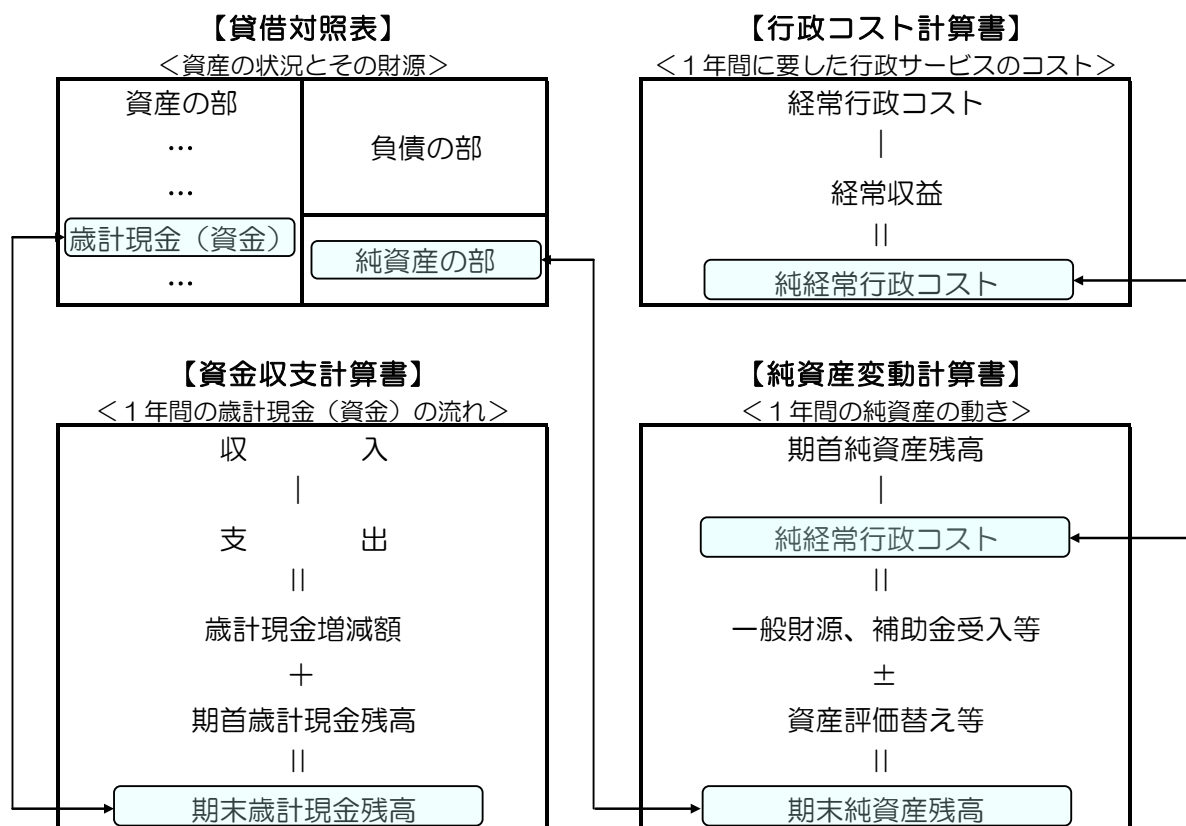 【貸借対照表】
＜資産の状況とその財源＞
資産の部
…
…
歳計現金（資金）
…
負債の部
純資産の部
【行政コスト計算書】
＜１年間に要した行政サービスのコスト＞
経常行政コスト
｜
経常収益
||
純経常行政コスト
【資金収支計算書】
＜１年間の歳計現金（資金）の流れ＞
収　　　入
｜
支　　　出
||
歳計現金増減額
＋
期首歳計現金残高
||
期末歳計現金残高
【純資産変動計算書】
＜１年間の純資産の動き＞
期首純資産残高
｜
純経常行政コスト
||
一般財源、補助金受入等
±
資産評価替え等
||
期末純資産残高